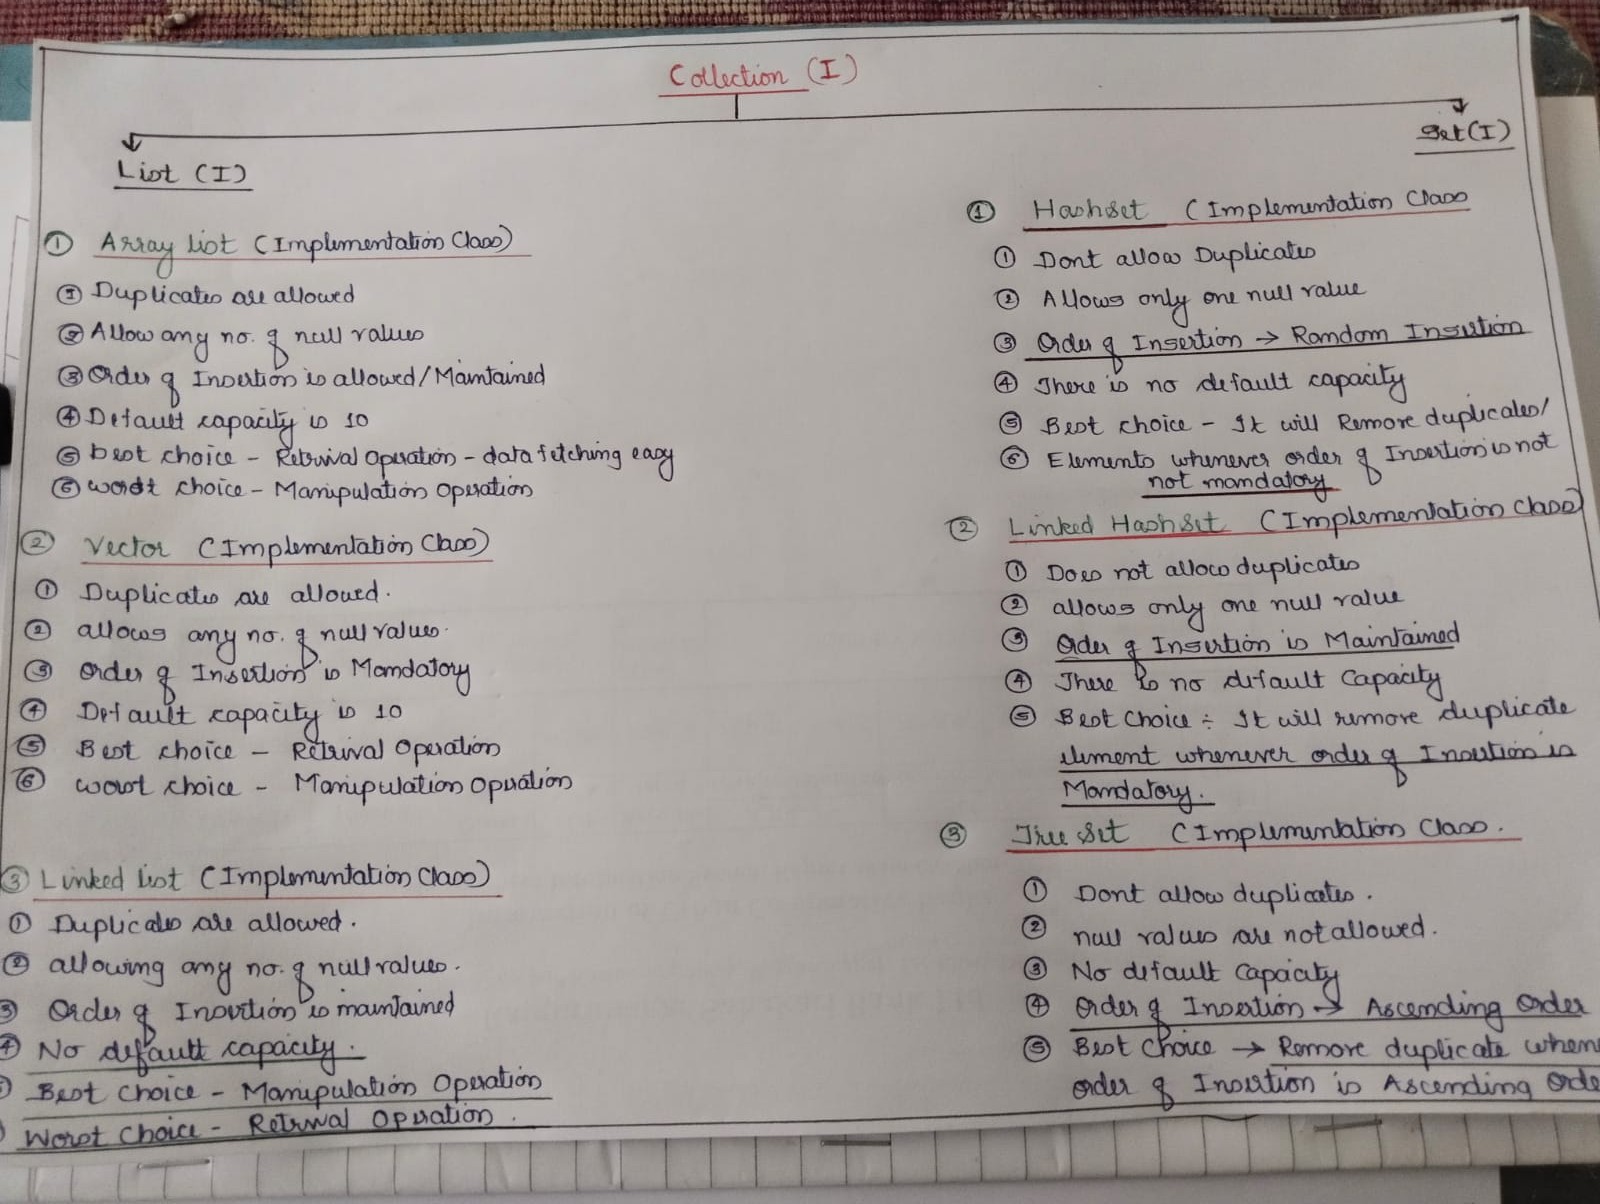 Collection (I)
List (I)
① Array list (Implementation Class)
① Duplicates are allowed
② Allow any no. of null values
③ Order of Insertion is allowed/Maintained
④ Default capacity is 10
⑤ best choice - Retrival Operation - data fetching easy
⑥ worst choice - Manipulation Operation
② Vector (Implementation Class)
① Duplicates are allowed.
② allows any no. of null values.
③ Order of Insertion is Mandatory
④ Default capacity is 10
⑤ Best choice - Retrival Operation
⑥ worst choice - Manipulation Operation
③ Linked list (Implementation Class)
① Duplicates are allowed.
② allowing any no. of null values.
③ Order of Insertion is maintained
④ No default capacity.
Best choice - Manipulation Operation
Worst Choice - Retrival Operation.
Set (I)
① Hashset (Implementation Class
① Dont allow Duplicates
② Allows only one null value
③ Order of Insertion → Random Insertion
④ There is no default capacity
⑤ Best choice - It will Remove duplicates/
⑥ Elements whenever order of Insertion is not
not mandatory
② Linked Hash Set (Implementation class)
① Does not allow duplicates
② allows only one null value
③ Order of Insertion is Maintained
④ There is no default Capacity
⑤ Best Choice ÷ It will remove duplicate
element whenever order of Insertion is
Mandatory.
③ Tree Set (Implementation Class.
① Dont allow duplicates.
② null values are not allowed.
③ No default Capacity
④ Order of Insertion → Ascending Order
⑤ Best Choice → Remove duplicate when
order of Insertion is Ascending Orde